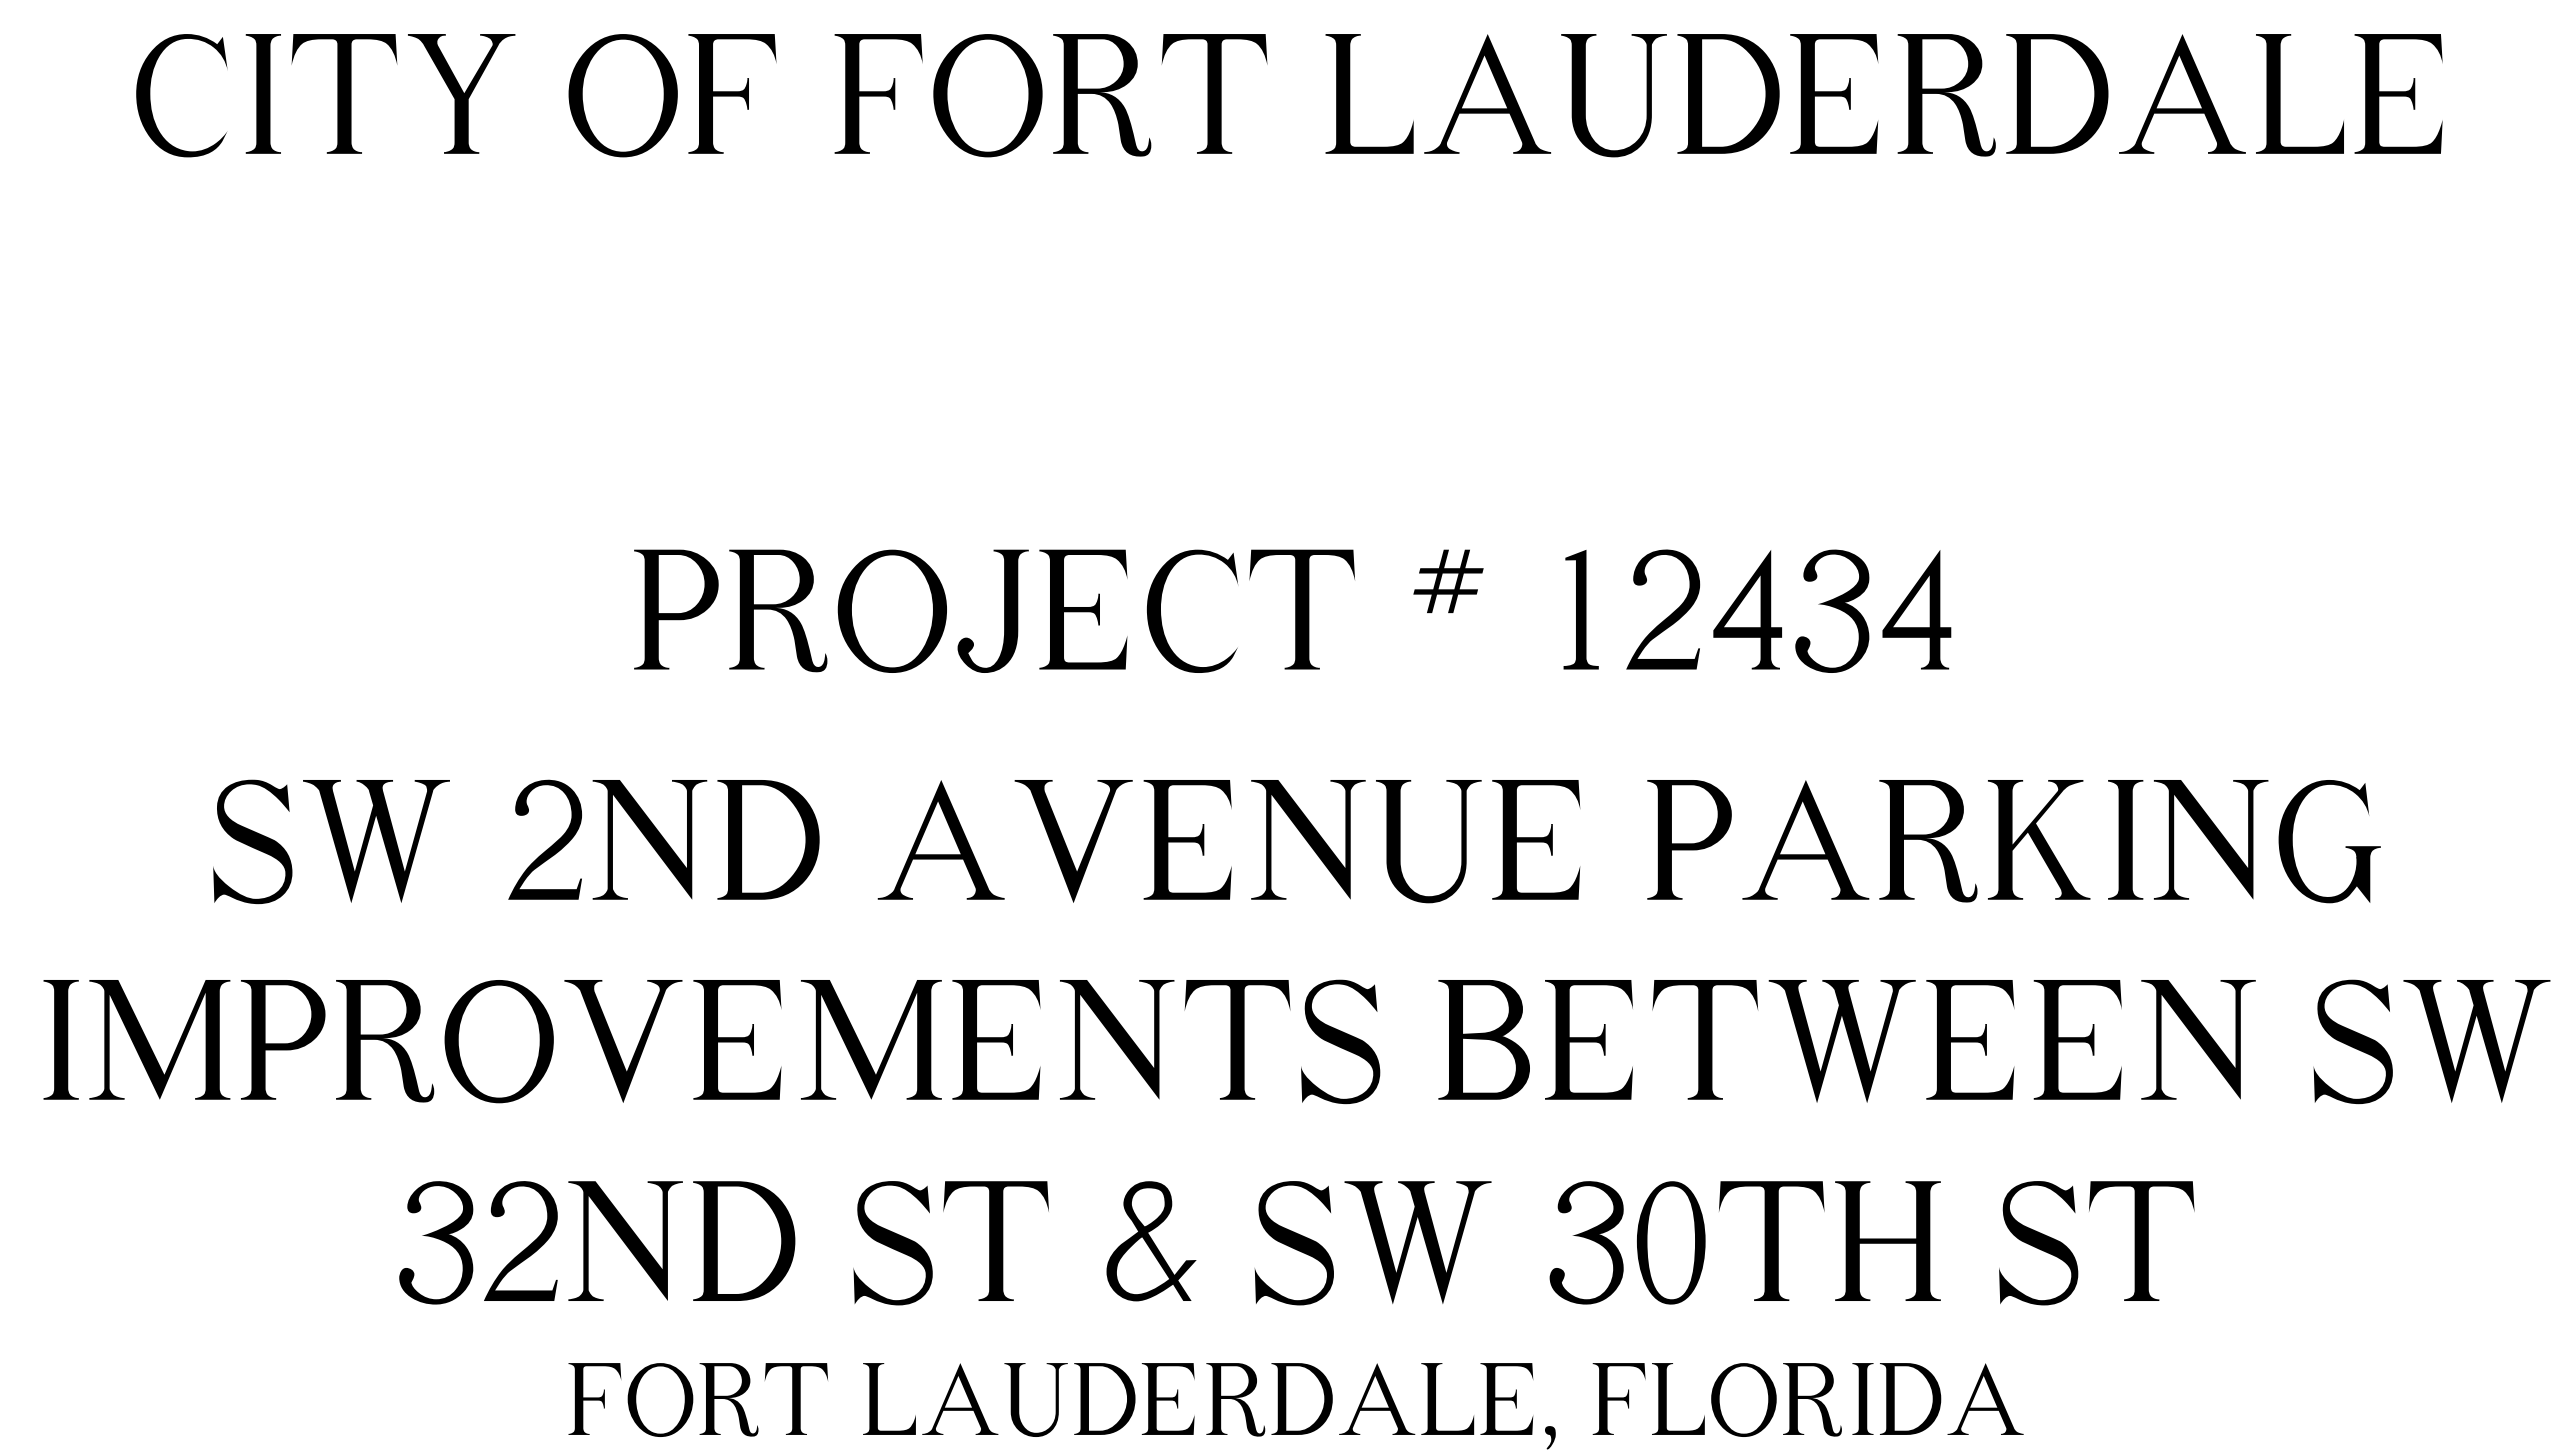 CITY OF FORT LAUDERDALE
PROJECT # 12434
SW 2ND AVENUE PARKING
IMPROVEMENTS BETWEEN SW
32ND ST & SW 30TH ST
FORT LAUDERDALE, FLORIDA